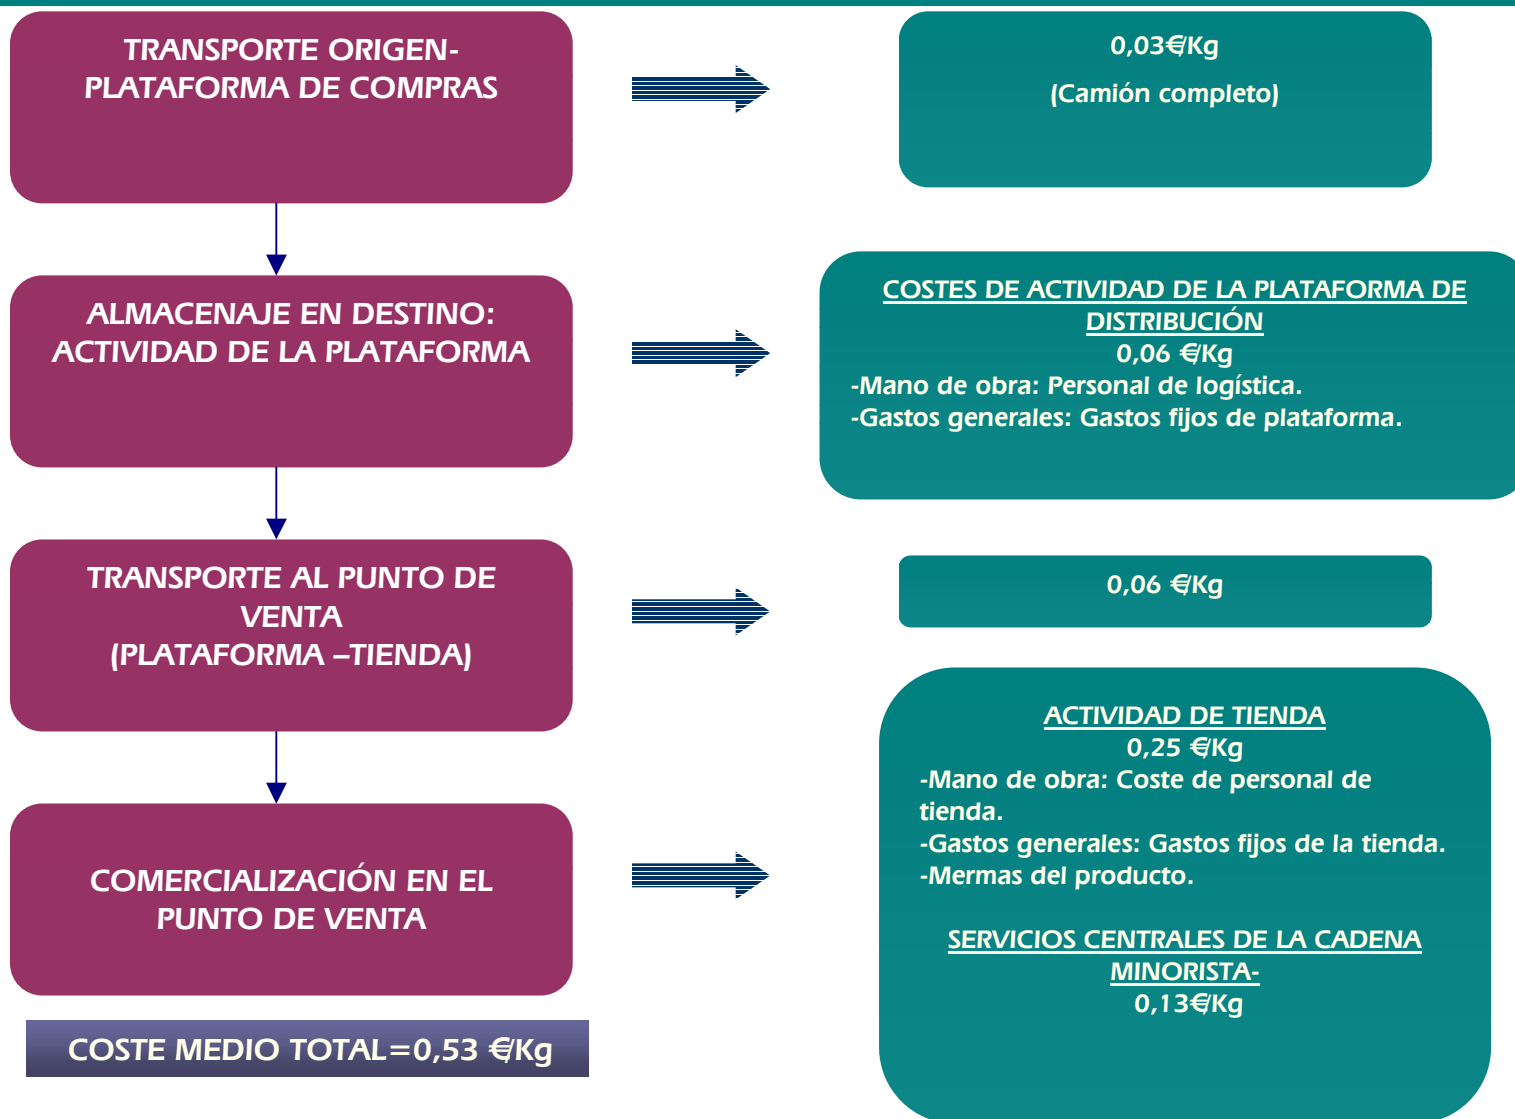 TRANSPORTE ORIGEN-
PLATAFORMA DE COMPRAS
0,03€/Kg
(Camión completo)
ALMACENAJE EN DESTINO:
ACTIVIDAD DE LA PLATAFORMA
COSTES DE ACTIVIDAD DE LA PLATAFORMA DE
DISTRIBUCIÓN
0,06 €/Kg
-Mano de obra: Personal de logística.
-Gastos generales: Gastos fijos de plataforma.
TRANSPORTE AL PUNTO DE
VENTA
(PLATAFORMA –TIENDA)
0,06 €/Kg
COMERCIALIZACIÓN EN EL
PUNTO DE VENTA
ACTIVIDAD DE TIENDA
0,25 €/Kg
-Mano de obra: Coste de personal de
tienda.
-Gastos generales: Gastos fijos de la tienda.
-Mermas del producto.
SERVICIOS CENTRALES DE LA CADENA
MINORISTA-
0,13€/Kg
COSTE MEDIO TOTAL=0,53 €/Kg